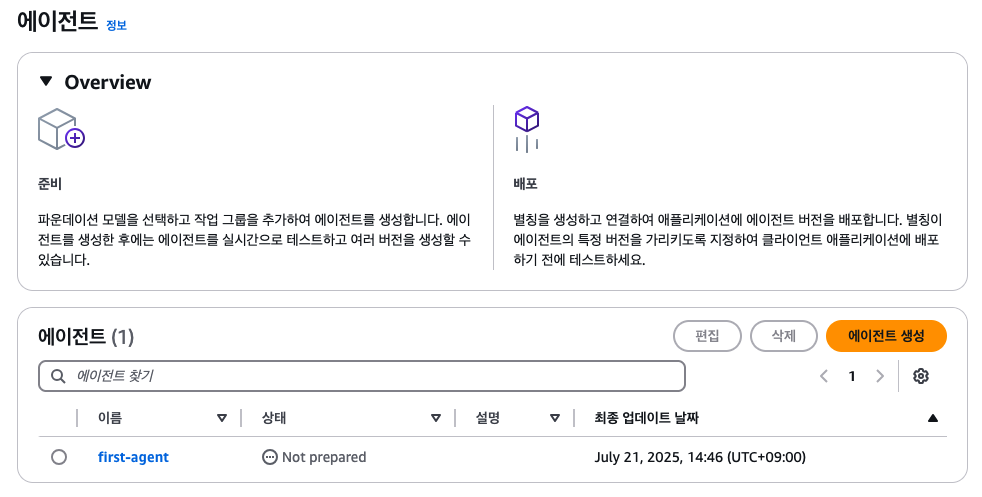 에이전트 정보
Overview
준비
파운데이션 모델을 선택하고 작업 그룹을 추가하여 에이전트를 생성합니다. 에이
전트를 생성한 후에는 에이전트를 실시간으로 테스트하고 여러 버전을 생성할 수
있습니다.
배포
별칭을 생성하고 연결하여 애플리케이션에 에이전트 버전을 배포합니다. 별칭이
에이전트의 특정 버전을 가리키도록 지정하여 클라이언트 애플리케이션에 배포
하기 전에 테스트하세요.
에이전트 (1) 편집 삭제 에이전트 생성
에이전트 찾기 1
이름 상태 설명 최종 업데이트 날짜
first-agent Not prepared July 21, 2025, 14:46 (UTC+09:00)